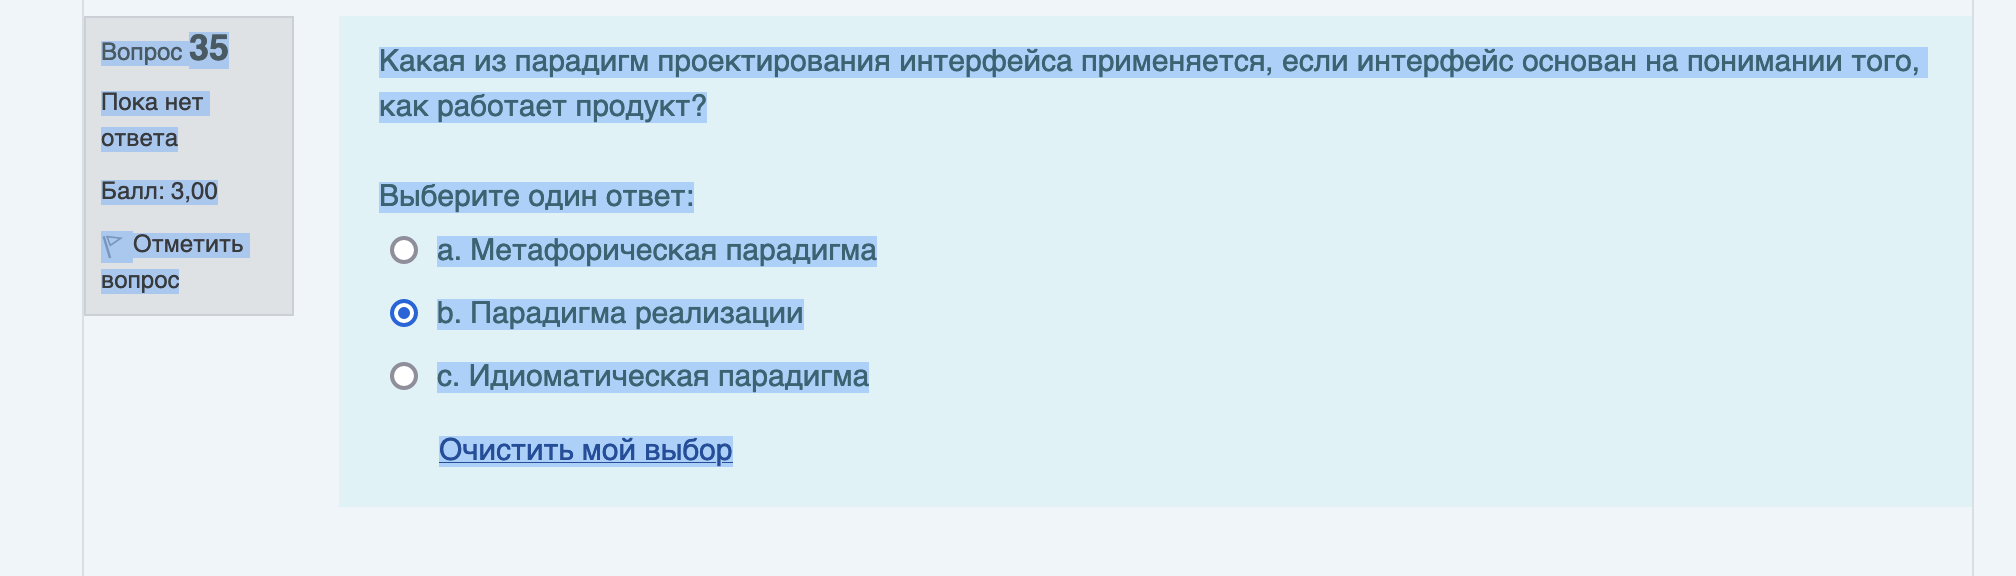 Вопрос 35
Пока нет
ответа
Балл: 3,00
Отметить
вопрос
Какая из парадигм проектирования интерфейса применяется, если интерфейс основан на понимании того,
как работает продукт?
Выберите один ответ:
a. Метафорическая парадигма
b. Парадигма реализации
c. Идиоматическая парадигма
Очистить мой выбор